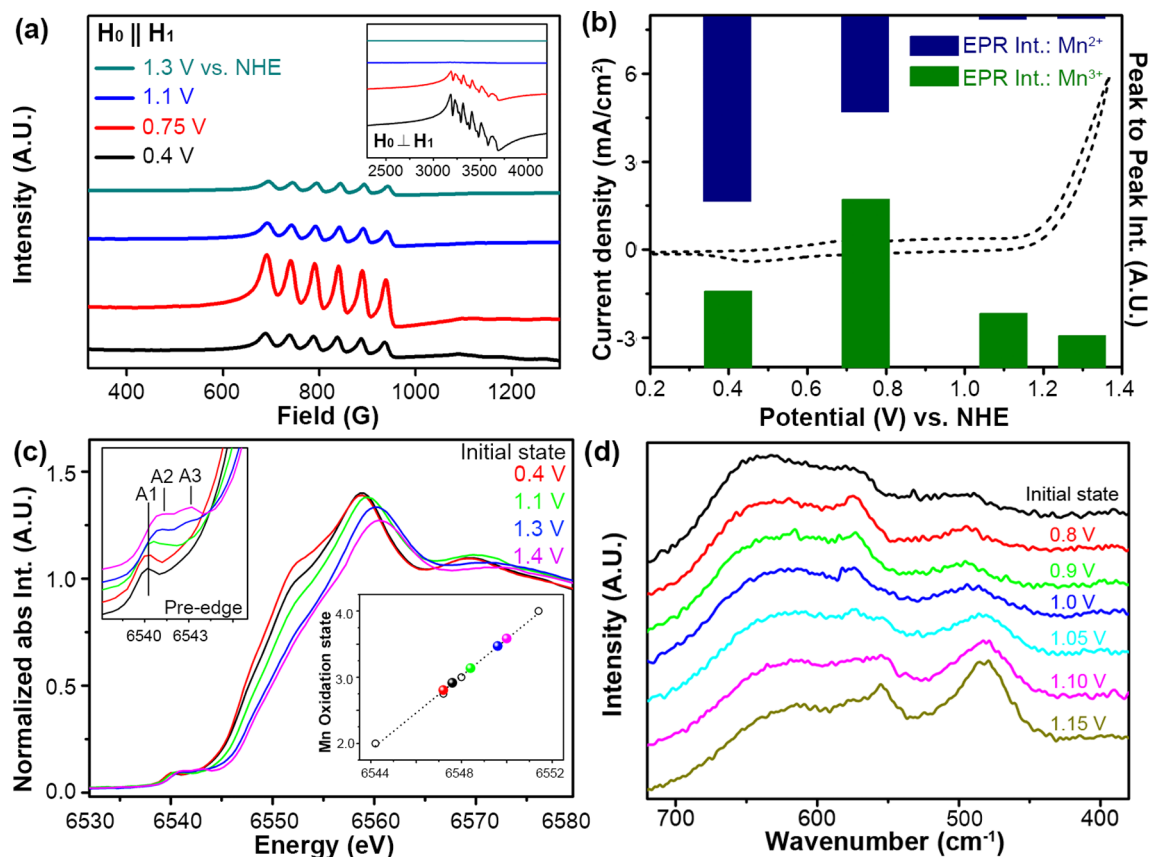 (a)
H₀ ∥ H₁
1.3 V vs. NHE
1.1 V
0.75 V
0.4 V
H₀ ⊥ H₁
2500 3000 3500 4000
Intensity (A.U.)
400 600 800 1000 1200
Field (G)
(b)
EPR Int.: Mn²⁺
EPR Int.: Mn³⁺
Current density (mA/cm²)
6
3
0
-3
Peak to Peak Int. (A.U.)
0.2 0.4 0.6 0.8 1.0 1.2 1.4
Potential (V) vs. NHE
(c)
Initial state
0.4 V
1.1 V
1.3 V
1.4 V
A1 A2 A3
Pre-edge
6540 6543
Normalized abs Int. (A.U.)
1.5
1.0
0.5
0.0
Mn Oxidation state
4.0
3.0
2.0
6544 6548 6552
6530 6540 6550 6560 6570 6580
Energy (eV)
(d)
Initial state
0.8 V
0.9 V
1.0 V
1.05 V
1.10 V
1.15 V
Intensity (A.U.)
700 600 500 400
Wavenumber (cm⁻¹)